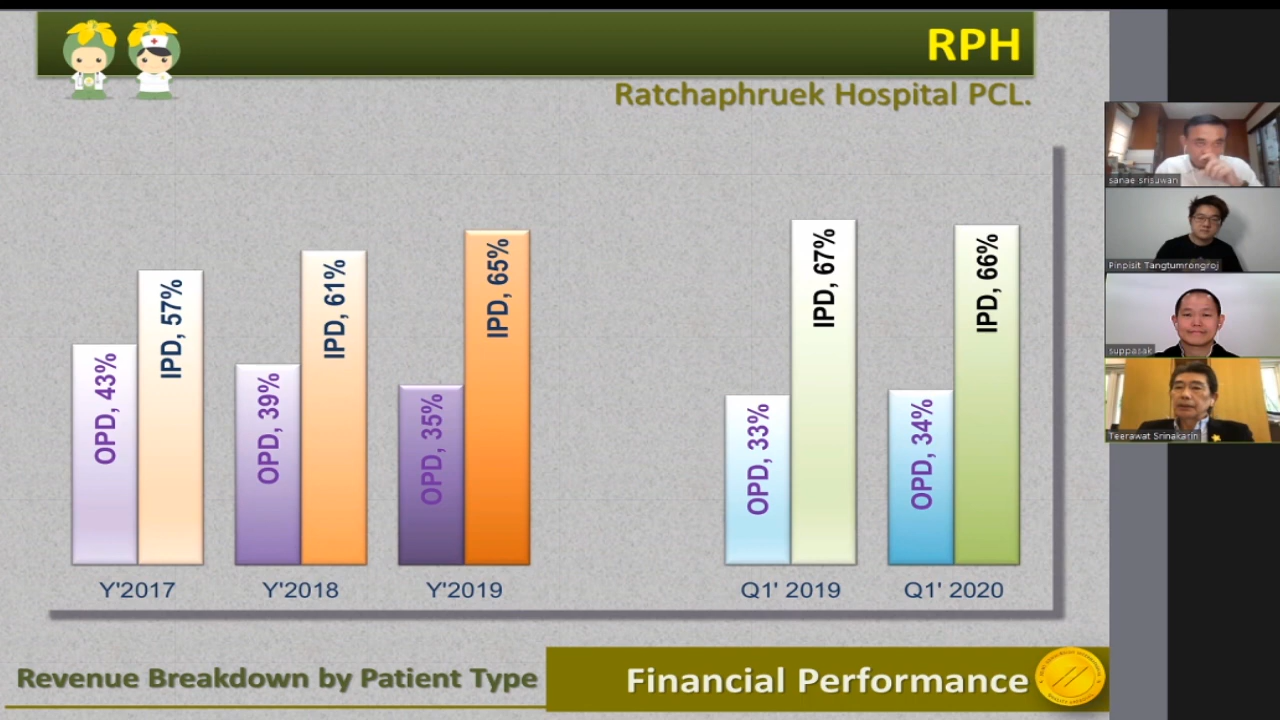 RPH
Ratchaphruek Hospital PCL.
OPD, 43%
IPD, 57%
OPD, 39%
IPD, 61%
OPD, 35%
IPD, 65%
OPD, 33%
IPD, 67%
OPD, 34%
IPD, 66%
Y'2017
Y'2018
Y'2019
Q1' 2019
Q1' 2020
Revenue Breakdown by Patient Type
Financial Performance
sanae srisuwan
Pinpisit Tangtumrongroj
suppasak
Teerawat Srinakarin